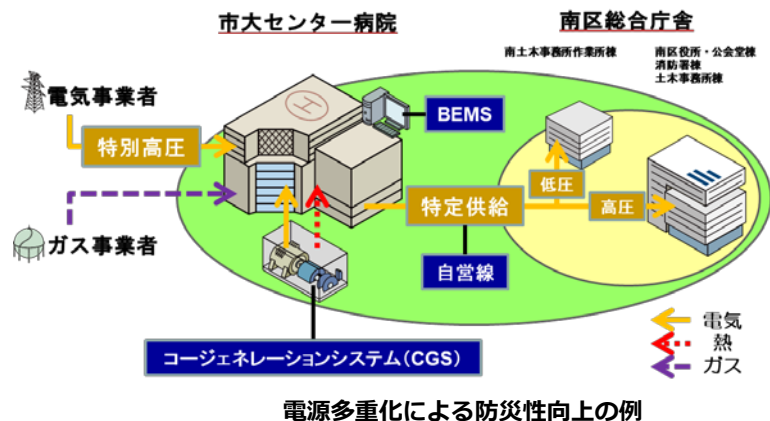 市大センター病院
南区総合庁舎
南土木事務所作業所棟
南区役所・公会堂棟
消防署棟
土木事務所棟
電気事業者
特別高圧
BEMS
ガス事業者
特定供給
低圧
高圧
自営線
コージェネレーションシステム(CGS)
電気
熱
ガス
電源多重化による防災性向上の例